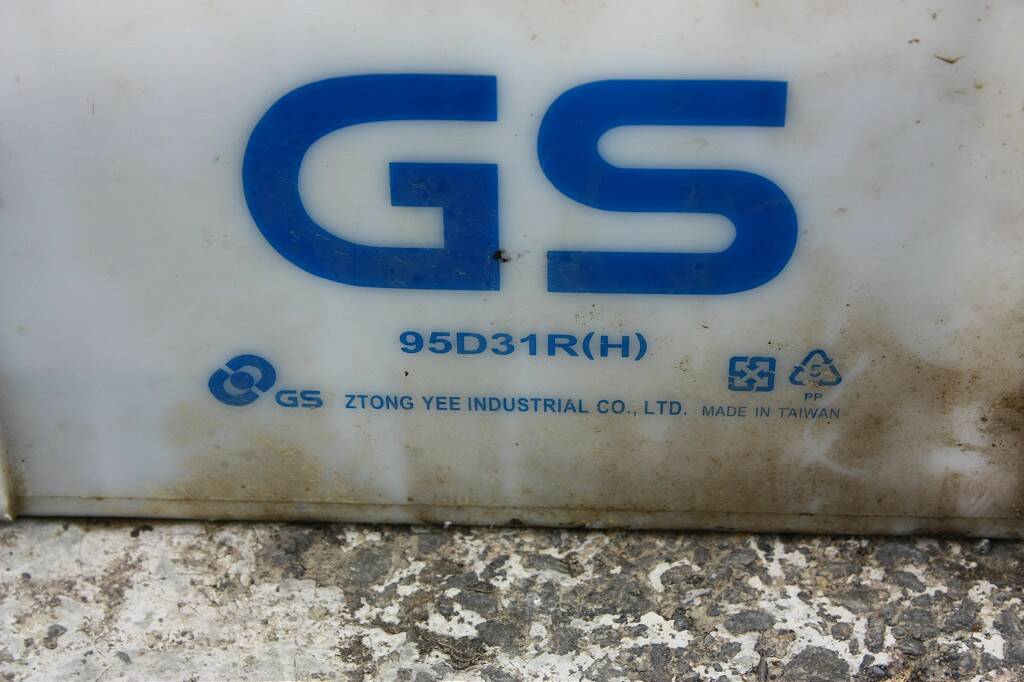 GS
95D31R(H)
GS ZTONG YEE INDUSTRIAL CO., LTD. MADE IN TAIWAN
5
PP